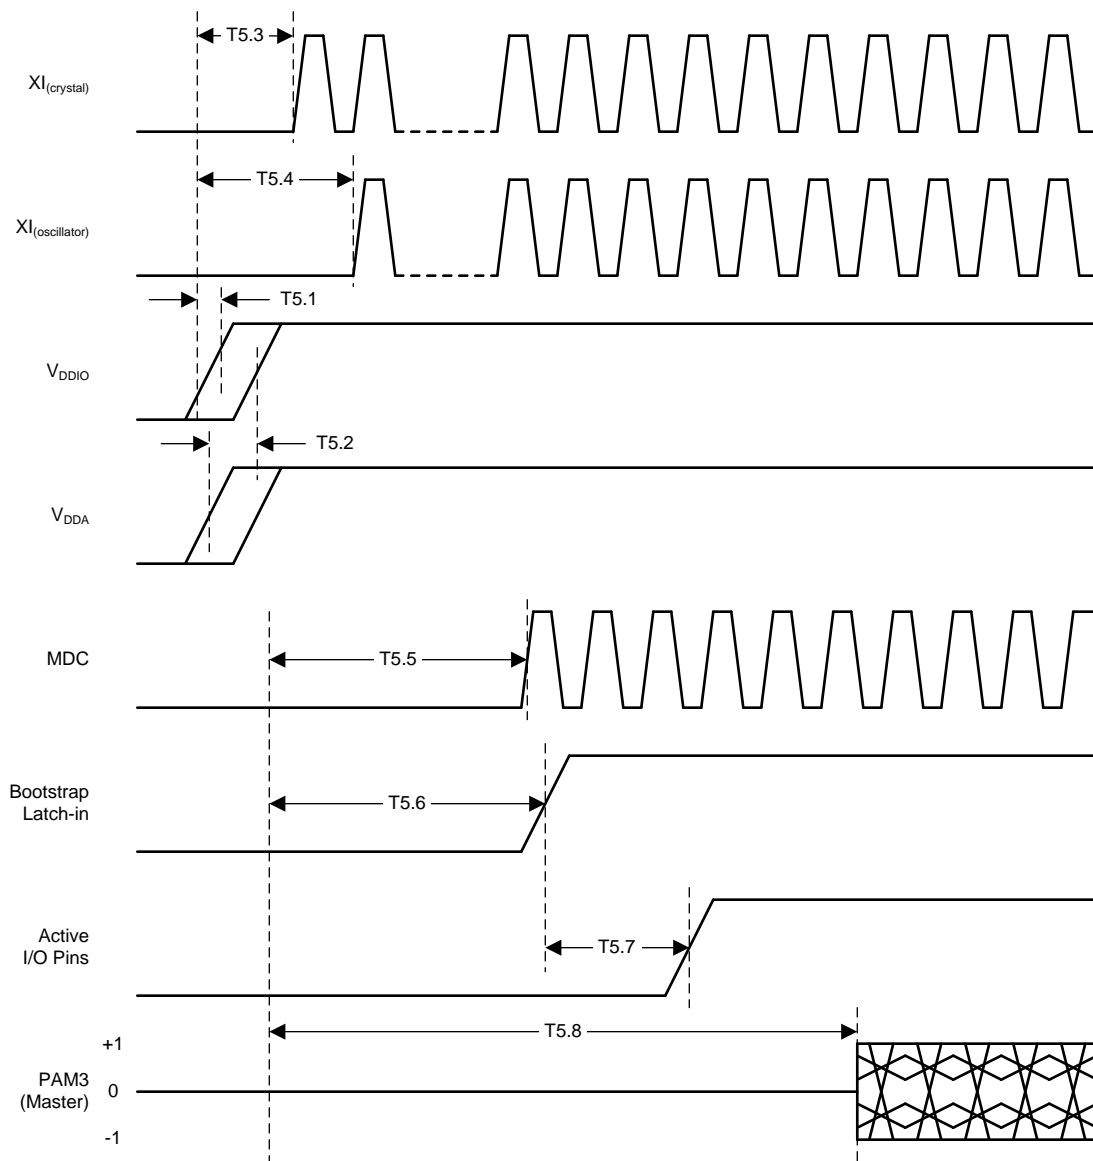 T5.3
XI(crystal)
T5.4
XI(oscillator)
T5.1
VDDIO
T5.2
VDDA
MDC
T5.5
Bootstrap
Latch-in
T5.6
Active
I/O Pins
T5.7
T5.8
+1
PAM3
(Master)
0
-1